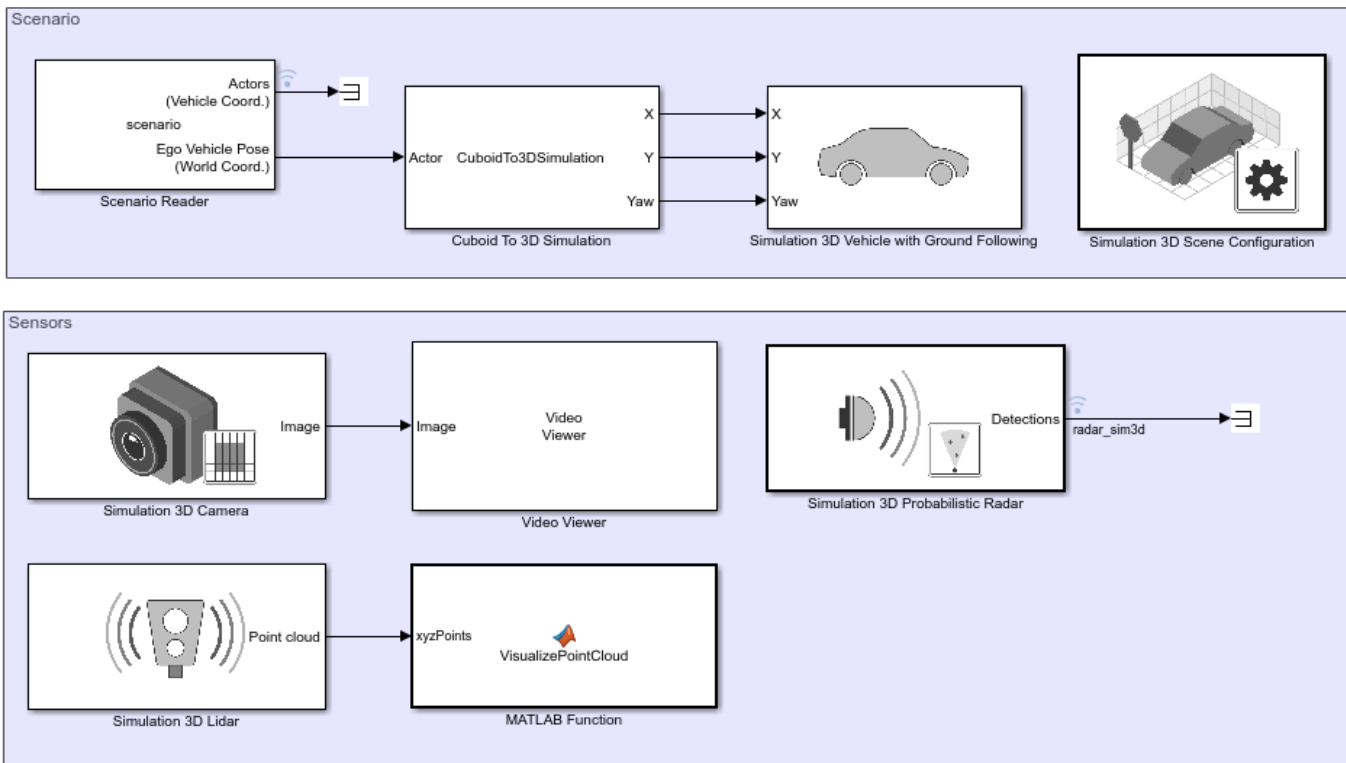 Scenario
Actors
(Vehicle Coord.)
scenario
Ego Vehicle Pose
(World Coord.)
Scenario Reader
Actor
CuboidTo3DSimulation
X
Y
Yaw
Cuboid To 3D Simulation
X
Y
Yaw
Simulation 3D Vehicle with Ground Following
Simulation 3D Scene Configuration
Sensors
Image
Simulation 3D Camera
Image
Video
Viewer
Video Viewer
Detections
radar_sim3d
Simulation 3D Probabilistic Radar
Point cloud
Simulation 3D Lidar
xyzPoints
VisualizePointCloud
MATLAB Function